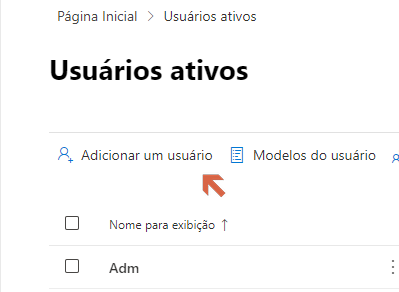 Página Inicial > Usuários ativos
Usuários ativos
Adicionar um usuário Modelos do usuário
Nome para exibição ↑
Adm